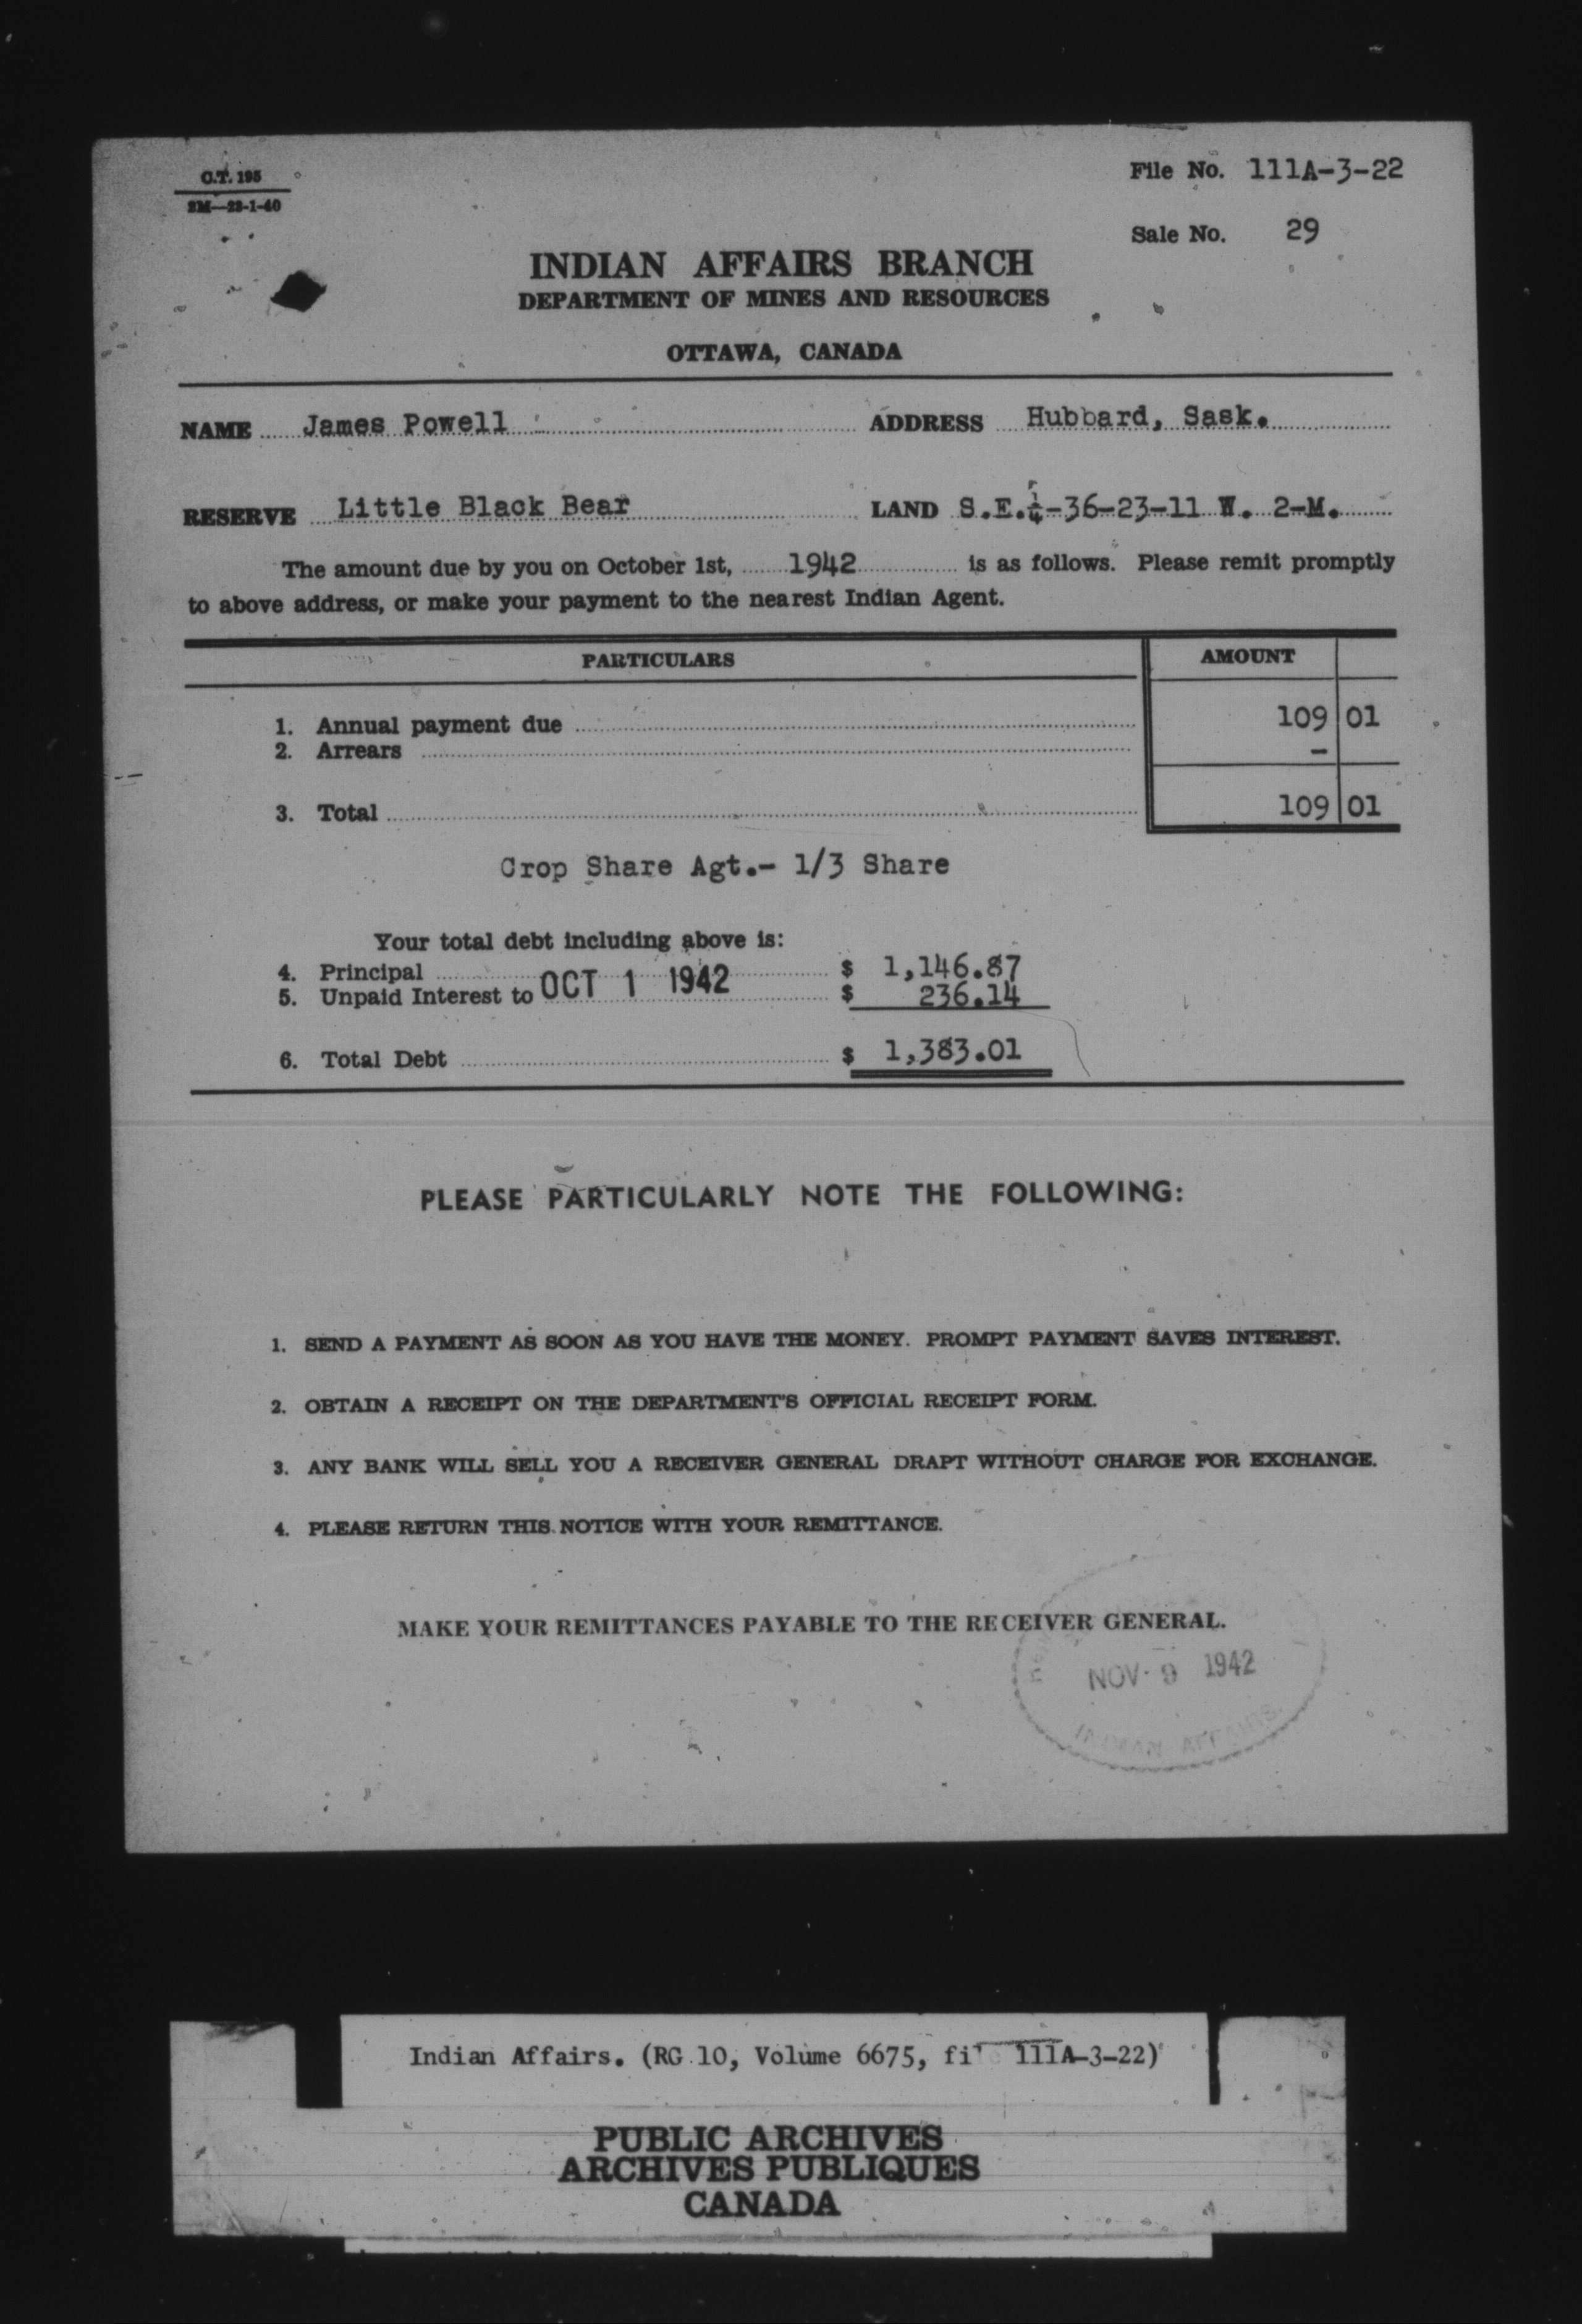 C.T. 195
2M—23-1-40
File No. 111A-3-22
Sale No. 29
INDIAN AFFAIRS BRANCH
DEPARTMENT OF MINES AND RESOURCES
OTTAWA, CANADA
NAME James Powell ADDRESS Hubbard, Sask.
RESERVE Little Black Bear LAND S.E.¼-36-23-11 W. 2-M.
The amount due by you on October 1st, 1942 is as follows. Please remit promptly
to above address, or make your payment to the nearest Indian Agent.
PARTICULARS AMOUNT
1. Annual payment due 109 01
2. Arrears -
3. Total 109 01
Crop Share Agt.- 1/3 Share
Your total debt including above is:
4. Principal $ 1,146.87
5. Unpaid Interest to OCT 1 1942 $ 236.14
6. Total Debt $ 1,383.01
PLEASE PARTICULARLY NOTE THE FOLLOWING:
1. SEND A PAYMENT AS SOON AS YOU HAVE THE MONEY. PROMPT PAYMENT SAVES INTEREST.
2. OBTAIN A RECEIPT ON THE DEPARTMENT'S OFFICIAL RECEIPT FORM.
3. ANY BANK WILL SELL YOU A RECEIVER GENERAL DRAFT WITHOUT CHARGE FOR EXCHANGE.
4. PLEASE RETURN THIS NOTICE WITH YOUR REMITTANCE.
MAKE YOUR REMITTANCES PAYABLE TO THE RECEIVER GENERAL.
NOV - 9 1942
INDIAN AFFAIRS
Indian Affairs. (RG 10, Volume 6675, file 111A-3-22)
PUBLIC ARCHIVES
ARCHIVES PUBLIQUES
CANADA